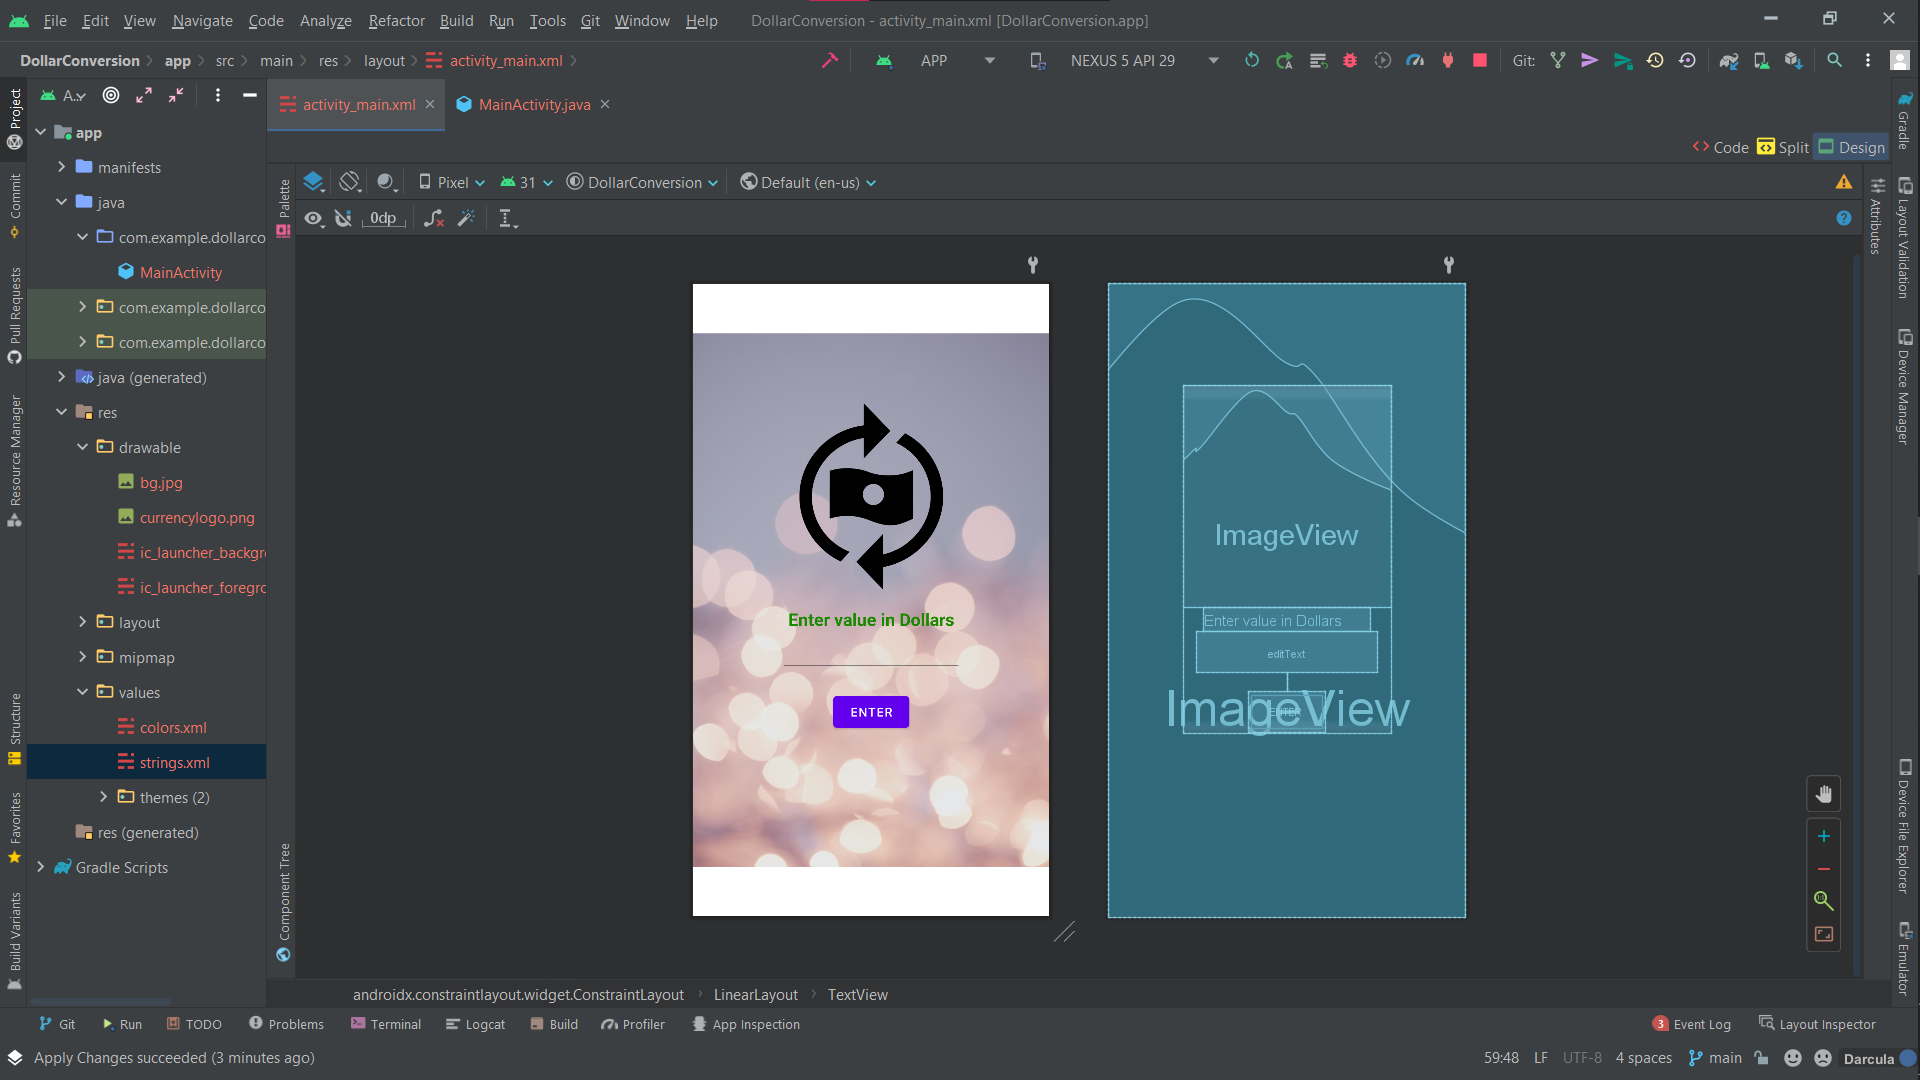 File Edit View Navigate Code Analyze Refactor Build Run Tools Git Window Help DollarConversion - activity_main.xml [DollarConversion.app]
DollarConversion app src main res layout activity_main.xml APP NEXUS 5 API 29 Git:
Project
Commit
Pull Requests
Resource Manager
Structure
Favorites
Build Variants
A..
app
manifests
java
com.example.dollarco
MainActivity
com.example.dollarco
com.example.dollarco
java (generated)
res
drawable
bg.jpg
currencylogo.png
ic_launcher_backgr
ic_launcher_foregro
layout
mipmap
values
colors.xml
strings.xml
themes (2)
res (generated)
Gradle Scripts
activity_main.xml MainActivity.java
Code Split Design
Palette
Component Tree
Pixel 31 DollarConversion Default (en-us)
0dp
Enter value in Dollars
ENTER
ImageView
Enter value in Dollars
editText
ImageView
ENTER
Attributes
Gradle
Layout Validation
Device Manager
Device File Explorer
Emulator
androidx.constraintlayout.widget.ConstraintLayout LinearLayout TextView
Git Run TODO Problems Terminal Logcat Build Profiler App Inspection 3 Event Log Layout Inspector
Apply Changes succeeded (3 minutes ago) 59:48 LF UTF-8 4 spaces main Darcula